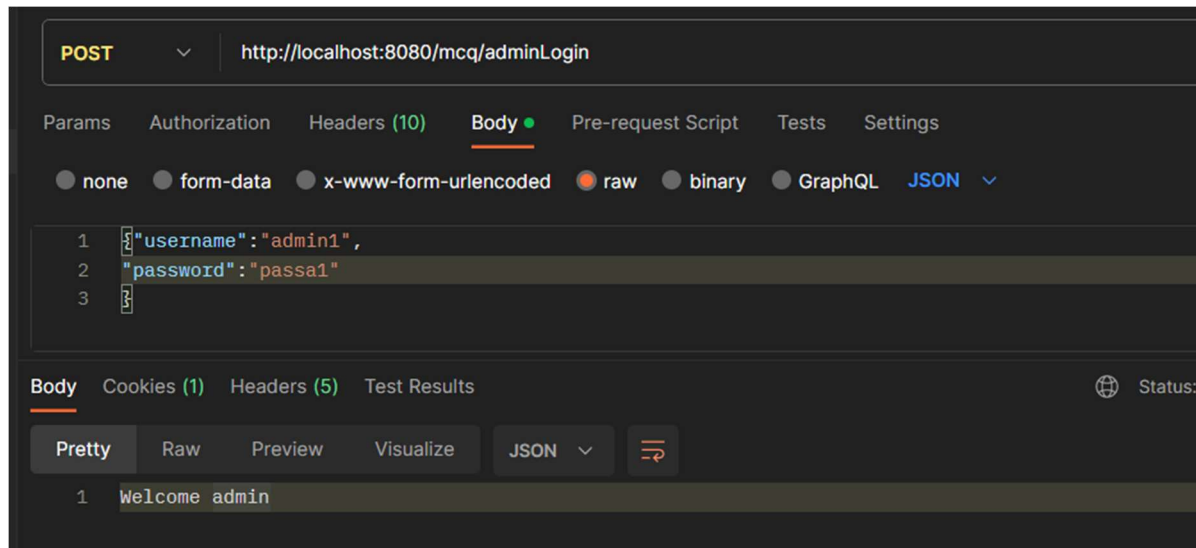 POST http://localhost:8080/mcq/adminLogin
Params Authorization Headers (10) Body Pre-request Script Tests Settings
none form-data x-www-form-urlencoded raw binary GraphQL JSON
1 {"username":"admin1",
2 "password":"passa1"
3 }
Body Cookies (1) Headers (5) Test Results Status:
Pretty Raw Preview Visualize JSON
1 Welcome admin